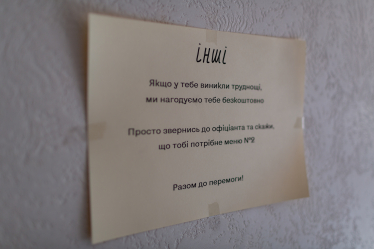 інші
Якщо у тебе виникли труднощі,
ми нагодуємо тебе безкоштовно
Просто звернись до офіціанта та скажи,
що тобі потрібне меню №2
Разом до перемоги!